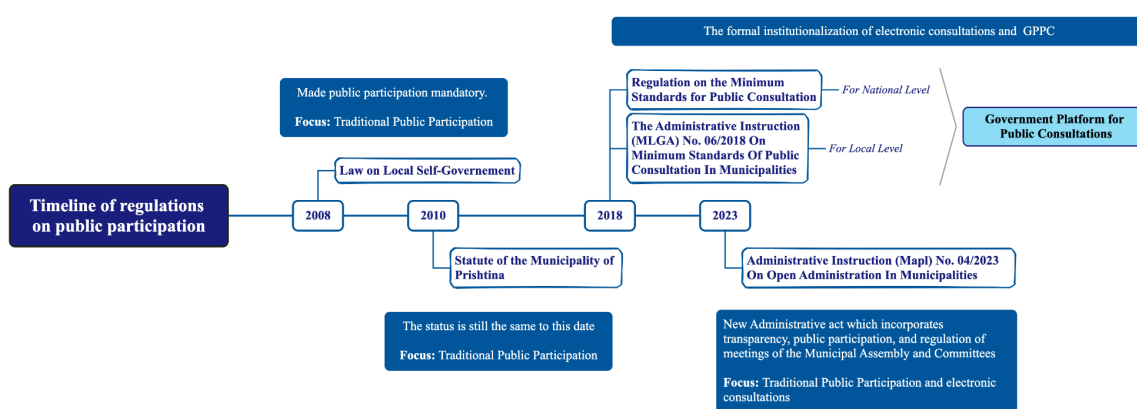 The formal institutionalization of electronic consultations and GPPC
Made public participation mandatory.
Focus: Traditional Public Participation
Regulation on the Minimum
Standards for Public Consultation
For National Level
The Administrative Instruction
(MLGA) No. 06/2018 On
Minimum Standards Of Public
Consultation In Municipalities
For Local Level
Government Platform for
Public Consultations
Law on Local Self-Governement
Timeline of regulations
on public participation
2008
2010
2018
2023
Statute of the Municipality of
Prishtina
Administrative Instruction (Mapl) No. 04/2023
On Open Administration In Municipalities
The status is still the same to this date
Focus: Traditional Public Participation
New Administrative act which incorporates
transparency, public participation, and regulation of
meetings of the Municipal Assembly and Committees
Focus: Traditional Public Participation and electronic
consultations